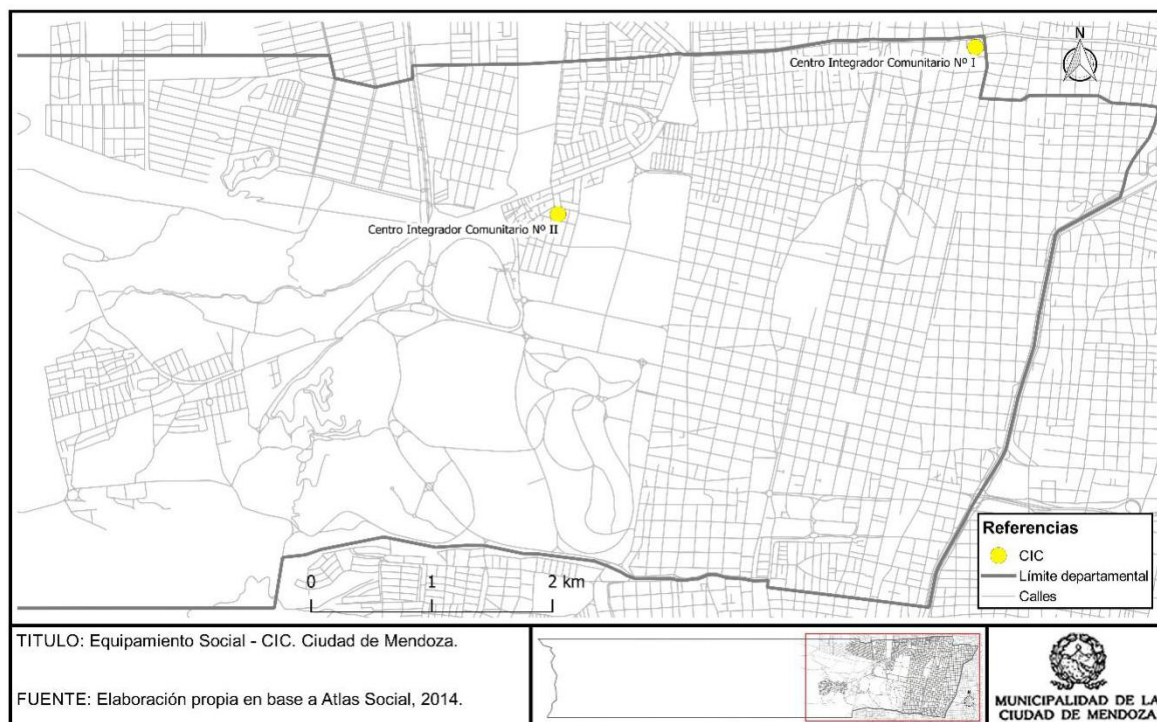 N
Centro Integrador Comunitario Nº I
Centro Integrador Comunitario Nº II
0 1 2 km
Referencias
CIC
Límite departamental
Calles
TITULO: Equipamiento Social - CIC. Ciudad de Mendoza.
FUENTE: Elaboración propia en base a Atlas Social, 2014.
MUNICIPALIDAD DE LA
CIUDAD DE MENDOZA